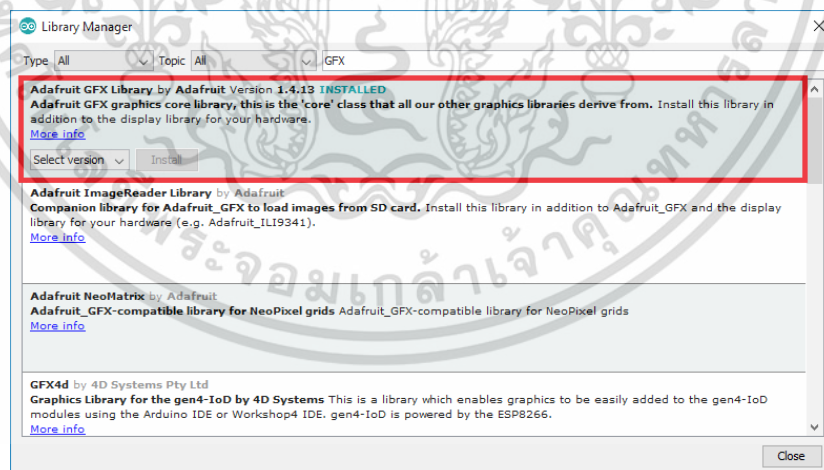 Library Manager
Type All Topic All GFX
Adafruit GFX Library by Adafruit Version 1.4.13 INSTALLED
Adafruit GFX graphics core library, this is the 'core' class that all our other graphics libraries derive from. Install this library in
addition to the display library for your hardware.
More info
Select version Install
Adafruit ImageReader Library by Adafruit
Companion library for Adafruit_GFX to load images from SD card. Install this library in addition to Adafruit_GFX and the display
library for your hardware (e.g. Adafruit_ILI9341).
More info
Adafruit NeoMatrix by Adafruit
Adafruit_GFX-compatible library for NeoPixel grids Adafruit_GFX-compatible library for NeoPixel grids
More info
GFX4d by 4D Systems Pty Ltd
Graphics Library for the gen4-IoD by 4D Systems This is a library which enables graphics to be easily added to the gen4-IoD
modules using the Arduino IDE or Workshop4 IDE. gen4-IoD is powered by the ESP8266.
More info
Close